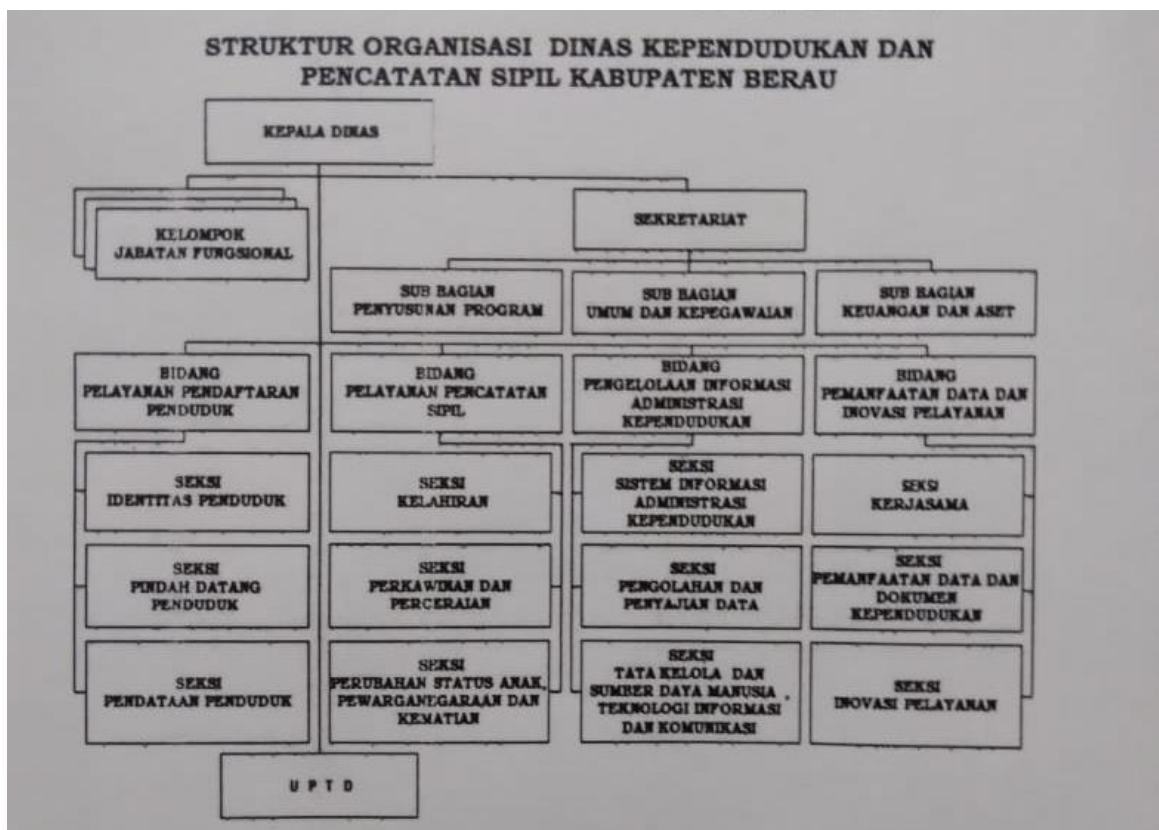 STRUKTUR ORGANISASI DINAS KEPENDUDUKAN DAN
PENCATATAN SIPIL KABUPATEN BERAU
KEPALA DINAS
KELOMPOK
JABATAN FUNGSIONAL
SEKRETARIAT
SUB BAGIAN
PENYUSUNAN PROGRAM
SUB BAGIAN
UMUM DAN KEPEGAWAIAN
SUB BAGIAN
KEUANGAN DAN ASET
BIDANG
PELAYANAN PENDAFTARAN
PENDUDUK
BIDANG
PELAYANAN PENCATATAN
SIPIL
BIDANG
PENGELOLAAN INFORMASI
ADMINISTRASI
KEPENDUDUKAN
BIDANG
PEMANFAATAN DATA DAN
INOVASI PELAYANAN
SEKSI
IDENTITAS PENDUDUK
SEKSI
KELAHIRAN
SEKSI
SISTEM INFORMASI
ADMINISTRASI
KEPENDUDUKAN
SEKSI
KERJASAMA
SEKSI
PINDAH DATANG
PENDUDUK
SEKSI
PERKAWINAN DAN
PERCERAIAN
SEKSI
PENGOLAHAN DAN
PENYAJIAN DATA
SEKSI
PEMANFAATAN DATA DAN
DOKUMEN
KEPENDUDUKAN
SEKSI
PENDATAAN PENDUDUK
SEKSI
PERUBAHAN STATUS ANAK,
PEWARGANEGARAAN DAN
KEMATIAN
SEKSI
TATA KELOLA DAN
SUMBER DAYA MANUSIA
TEKNOLOGI INFORMASI
DAN KOMUNIKASI
SEKSI
INOVASI PELAYANAN
U P T D